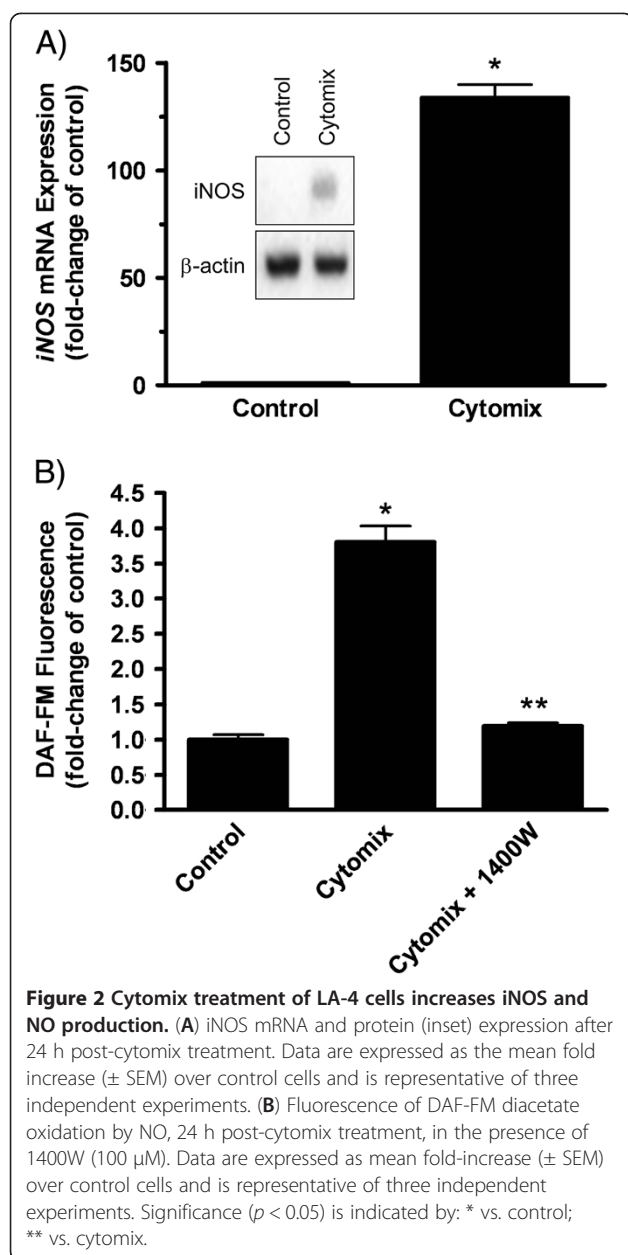 A)
iNOS mRNA Expression
(fold-change of control)
150
100
50
0
*
Control
Cytomix
iNOS
β-actin
Control
Cytomix
B)
DAF-FM Fluorescence
(fold-change of control)
4.5
4.0
3.5
3.0
2.5
2.0
1.5
1.0
0.5
0.0
*
**
Control
Cytomix
Cytomix + 1400W
Figure 2 Cytomix treatment of LA-4 cells increases iNOS and
NO production. (A) iNOS mRNA and protein (inset) expression after
24 h post-cytomix treatment. Data are expressed as the mean fold
increase (± SEM) over control cells and is representative of three
independent experiments. (B) Fluorescence of DAF-FM diacetate
oxidation by NO, 24 h post-cytomix treatment, in the presence of
1400W (100 μM). Data are expressed as mean fold-increase (± SEM)
over control cells and is representative of three independent
experiments. Significance (p < 0.05) is indicated by: * vs. control;
** vs. cytomix.